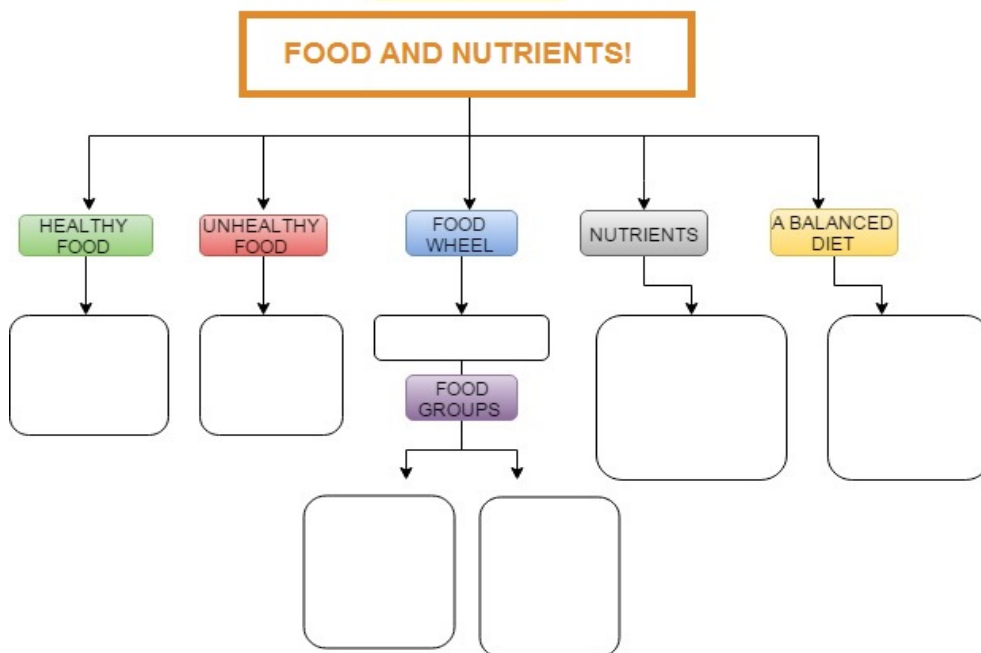 FOOD AND NUTRIENTS!
HEALTHY
FOOD
UNHEALTHY
FOOD
FOOD
WHEEL
NUTRIENTS
A BALANCED
DIET
FOOD
GROUPS